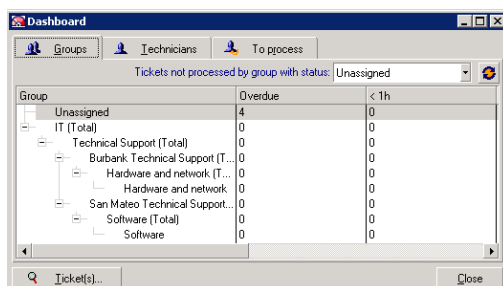 Dashboard
Groups Technicians To process
Tickets not processed by group with status: Unassigned
Group Overdue < 1h
Unassigned 4 0
IT (Total) 0 0
Technical Support (Total) 0 0
Burbank Technical Support (T... 0 0
Hardware and network (T... 0 0
Hardware and network 0 0
San Mateo Technical Support... 0 0
Software (Total) 0 0
Software 0 0
Ticket(s)... Close